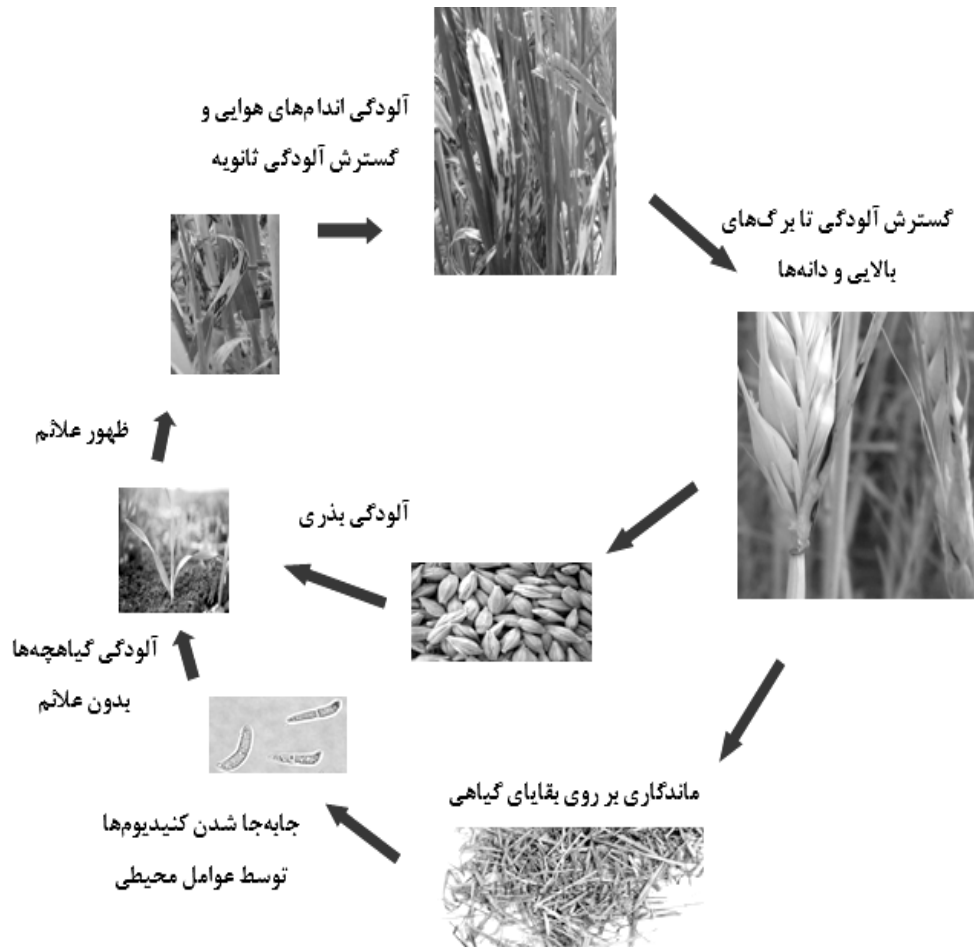 آلودگی اندام‌های هوایی و
گسترش آلودگی ثانویه
گسترش آلودگی تا برگ‌های
بالایی و دانه‌ها
ظهور علائم
آلودگی بذری
آلودگی گیاهچه‌ها
بدون علائم
ماندگاری بر روی بقایای گیاهی
جابه‌جا شدن کنیدیوم‌ها
توسط عوامل محیطی